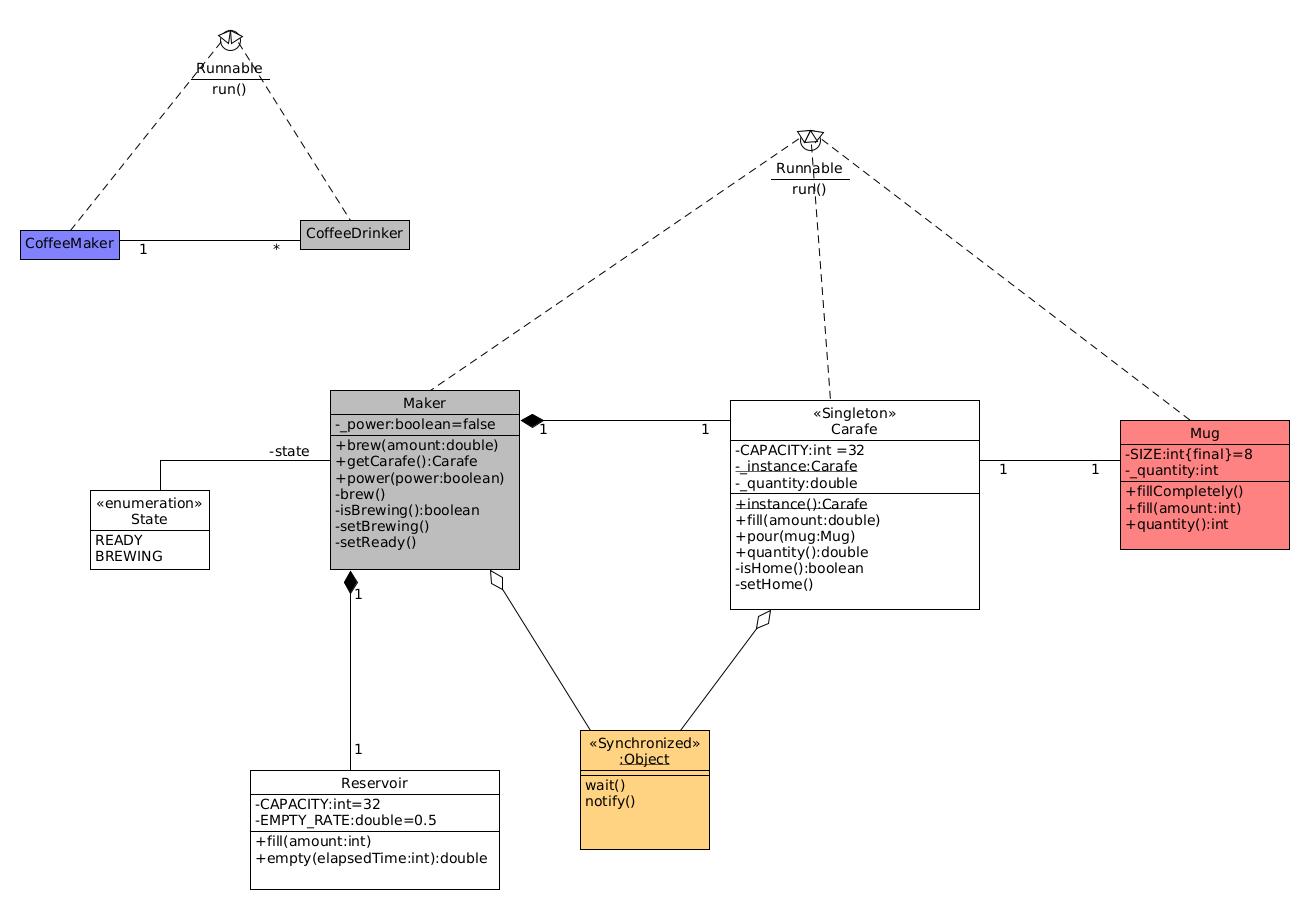 Runnable
run()
CoffeeMaker
1
*
CoffeeDrinker
Runnable
run()
Maker
-_power:boolean=false
+brew(amount:double)
+getCarafe():Carafe
+power(power:boolean)
-brew()
-isBrewing():boolean
-setBrewing()
-setReady()
1
1
«Singleton»
Carafe
-CAPACITY:int =32
-_instance:Carafe
-_quantity:double
+instance():Carafe
+fill(amount:double)
+pour(mug:Mug)
+quantity():double
-isHome():boolean
-setHome()
1
1
Mug
-SIZE:int{final}=8
-_quantity:int
+fillCompletely()
+fill(amount:int)
+quantity():int
-state
«enumeration»
State
READY
BREWING
1
1
Reservoir
-CAPACITY:int=32
-EMPTY_RATE:double=0.5
+fill(amount:int)
+empty(elapsedTime:int):double
«Synchronized»
:Object
wait()
notify()